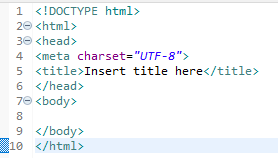 1 <!DOCTYPE html>
2 <html>
3 <head>
4 <meta charset="UTF-8">
5 <title>Insert title here</title>
6 </head>
7 <body>
8
9 </body>
10 </html>